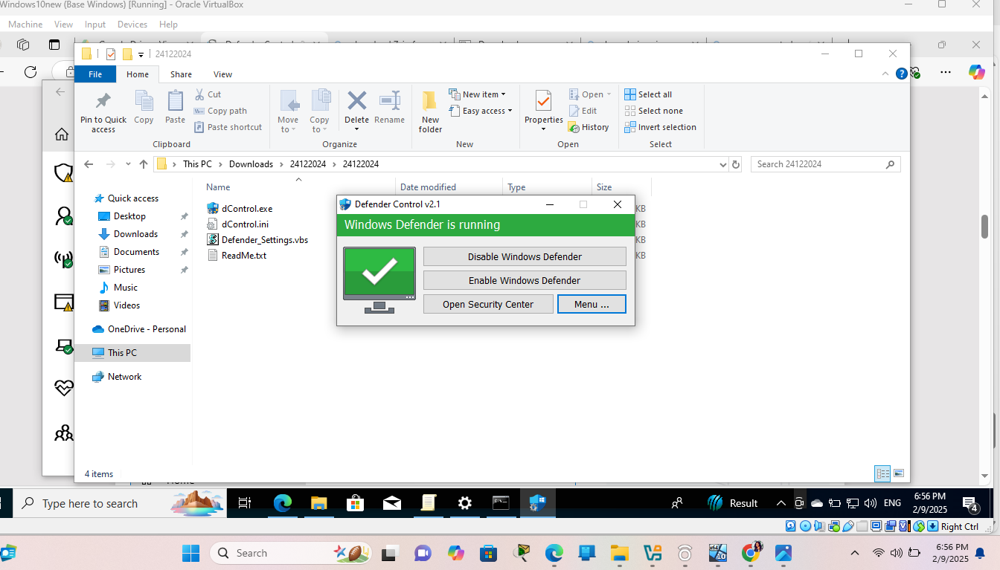 Windows10new (Base Windows) [Running] - Oracle VirtualBox
Machine View Input Devices Help
24122024
File Home Share View
Pin to Quick access
Copy
Paste
Cut
Copy path
Paste shortcut
Clipboard
Move to
Copy to
Delete
Rename
Organize
New folder
New item
Easy access
New
Properties
Open
Edit
History
Open
Select all
Select none
Invert selection
Select
This PC > Downloads > 24122024 > 24122024
Search 24122024
Name Date modified Type Size
Quick access
Desktop
Downloads
Documents
Pictures
Music
Videos
OneDrive - Personal
This PC
Network
dControl.exe KB
dControl.ini KB
Defender_Settings.vbs KB
ReadMe.txt KB
Defender Control v2.1
Windows Defender is running
Disable Windows Defender
Enable Windows Defender
Open Security Center Menu ...
4 items
Type here to search
Result
ENG
6:56 PM
2/9/2025
4
Right Ctrl
Search
6:56 PM
2/9/2025